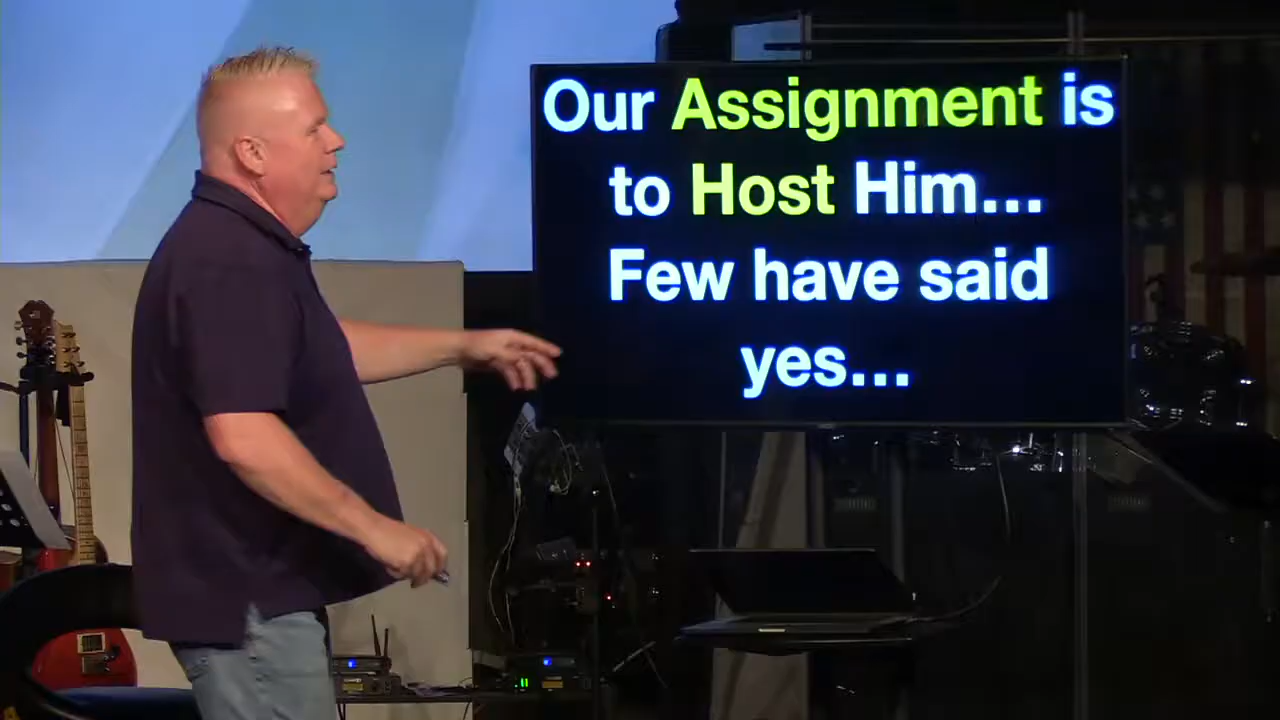 Our Assignment is
to Host Him...
Few have said
yes...